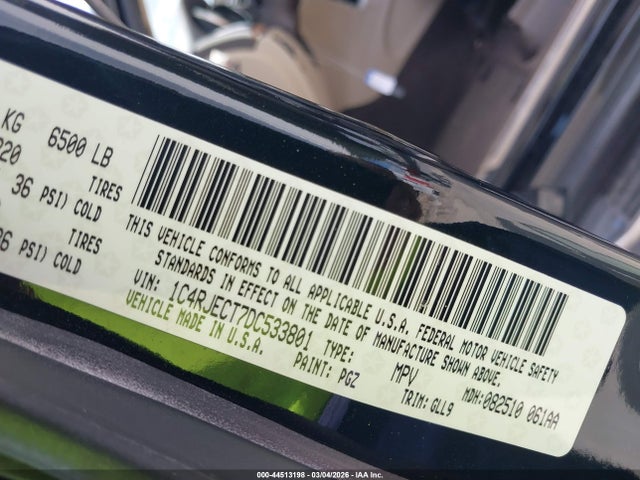 KG 6500 LB
220
TIRES
36 PSI) COLD
TIRES
36 PSI) COLD
THIS VEHICLE CONFORMS TO ALL APPLICABLE U.S.A. FEDERAL MOTOR VEHICLE SAFETY
STANDARDS IN EFFECT ON THE DATE OF MANUFACTURE SHOWN ABOVE.
VIN: 1C4RJECT7DC533801 TYPE: MPV
VEHICLE MADE IN U.S.A. PAINT: PGZ TRIM: GLL9 MDH:082510 061AA
000-44513198 - 03/04/2026 - IAA Inc.